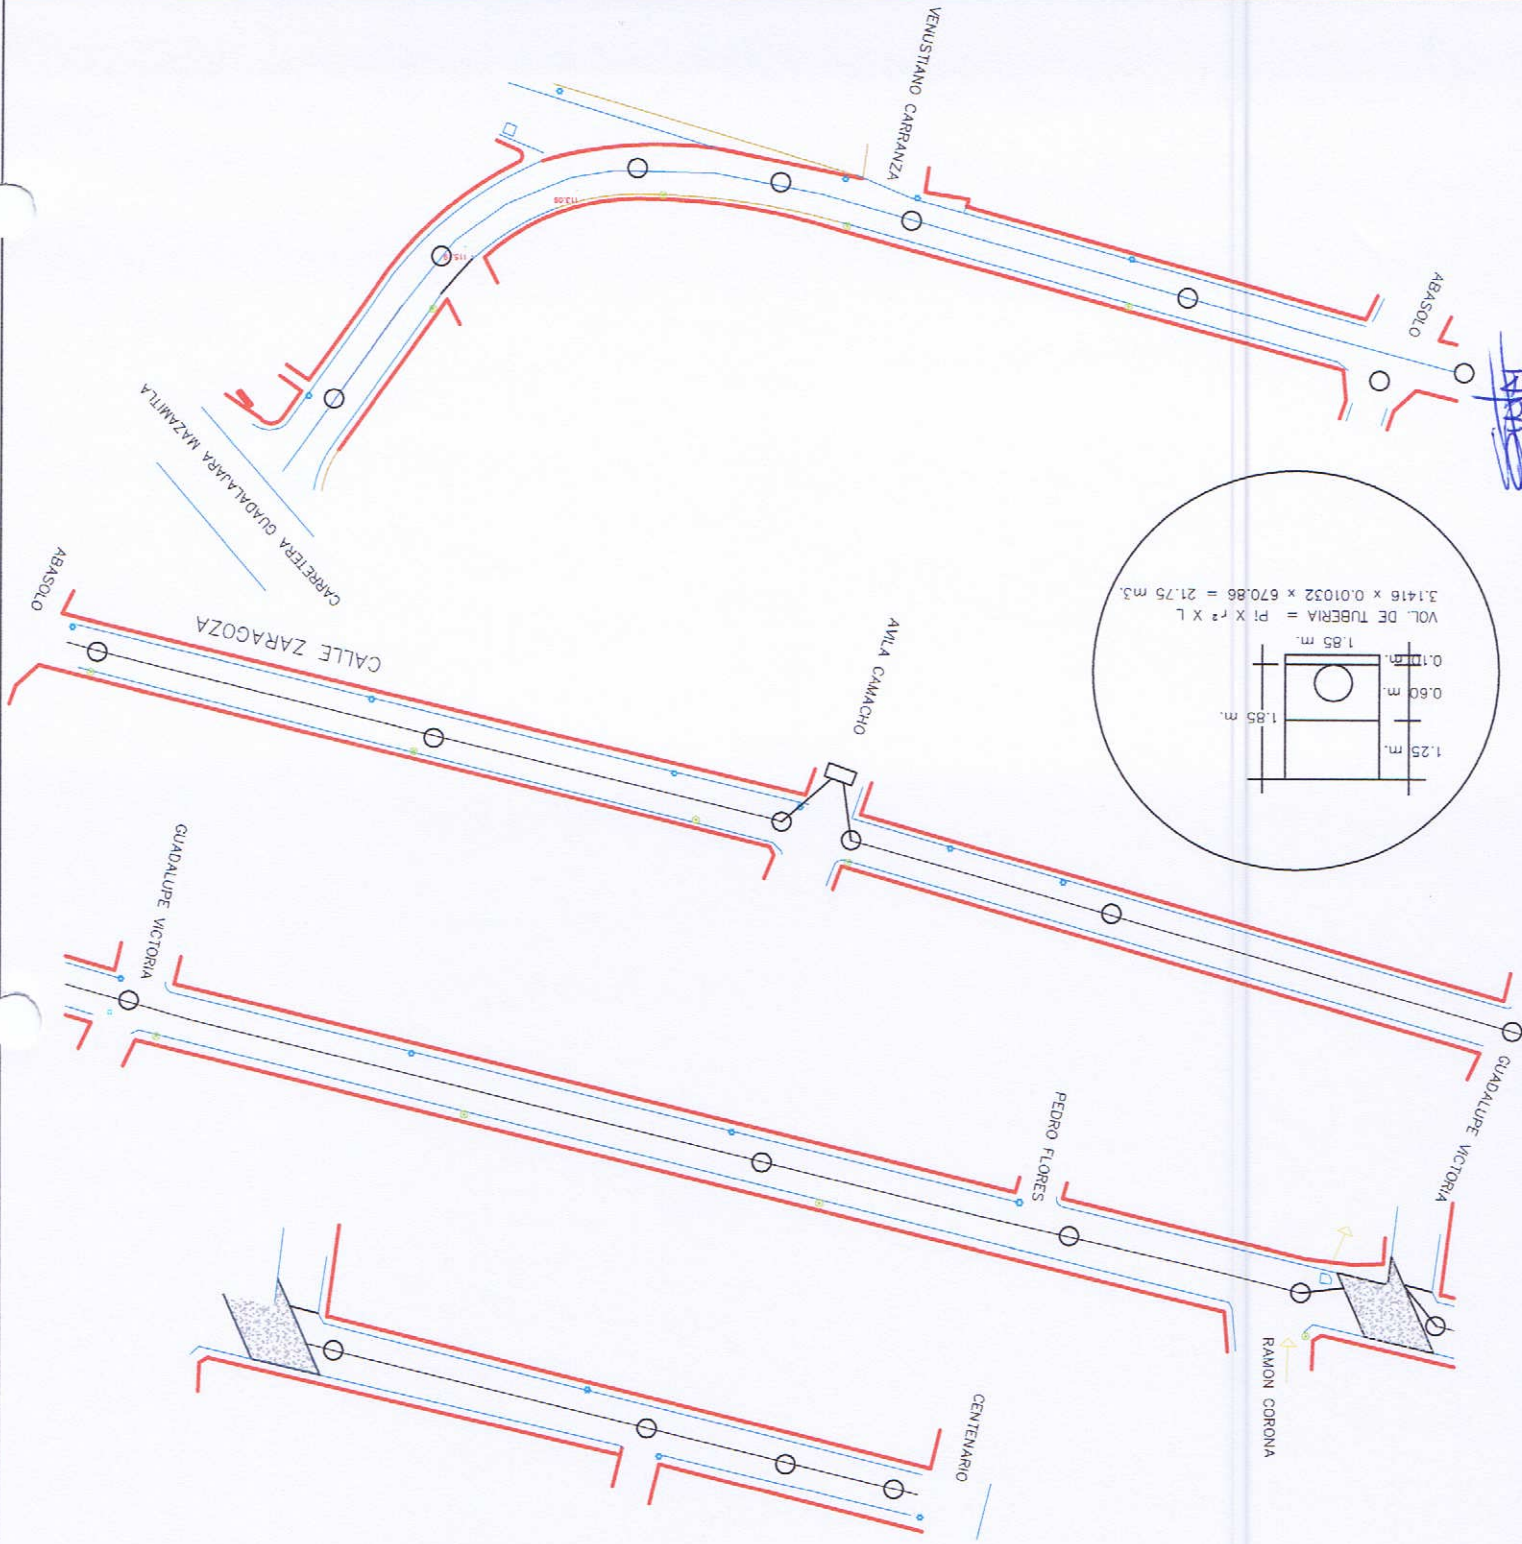 VENUSTIANO CARRANZA
ABASOLO
113.09
CARRETERA GUADALAJARA MAZAMITLA
ABASOLO
CALLE ZARAGOZA
AVILA CAMACHO
1.25 m.
0.60 m.
0.10 m.
1.85 m.
1.85 m.
VOL. DE TUBERIA = Pi X r² X L
3.1416 x 0.01032 x 670.86 = 21.75 m3.
GUADALUPE VICTORIA
GUADALUPE VICTORIA
PEDRO FLORES
RAMON CORONA
CENTENARIO